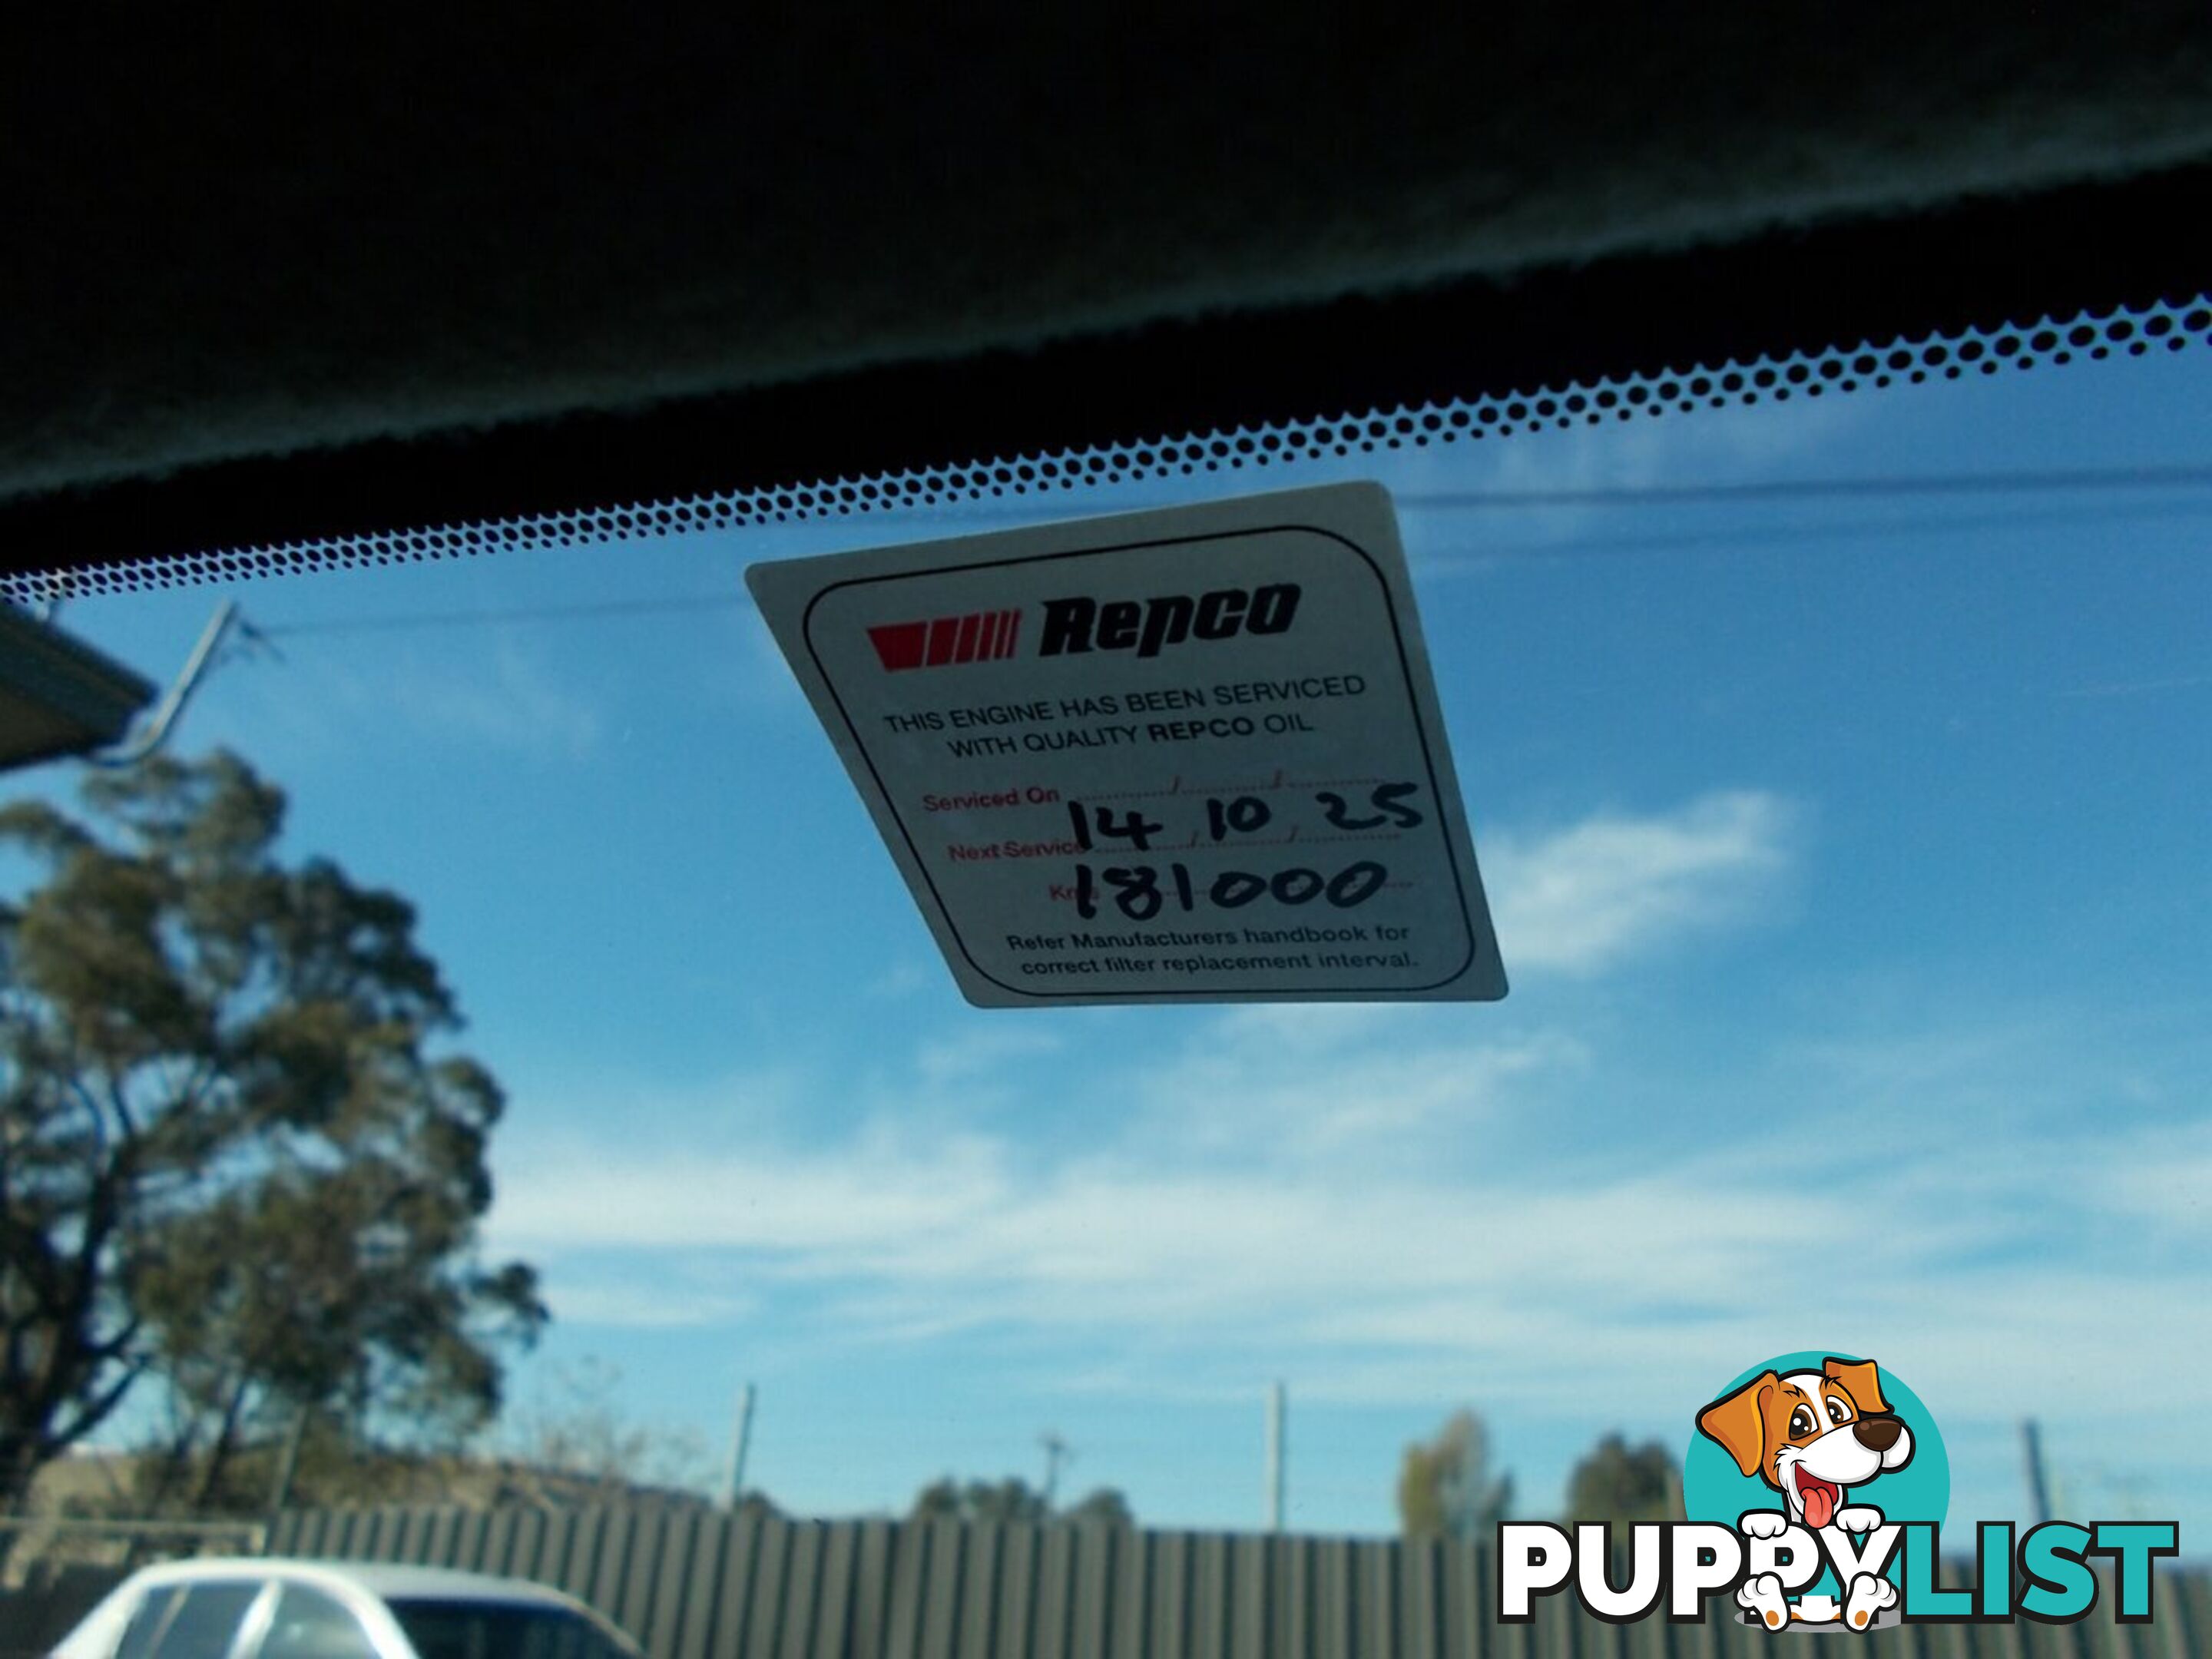 Repco
THIS ENGINE HAS BEEN SERVICED
WITH QUALITY REPCO OIL
Serviced On ......../......../........
14 10 25
Next Service ......../......../........
Kms 181000
Refer Manufacturers handbook for
correct filter replacement interval.
PUPPYLIST